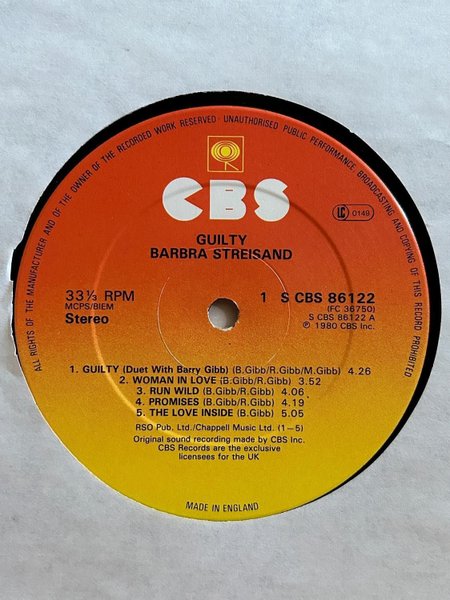 ALL RIGHTS OF THE MANUFACTURER AND OF THE OWNER OF THE RECORDED WORK RESERVED · UNAUTHORISED PUBLIC PERFORMANCE, BROADCASTING AND COPYING OF THIS RECORD PROHIBITED
CBS
LC 0149
GUILTY
BARBRA STREISAND
33⅓ RPM
MCPS/BIEM
Stereo
1 S CBS 86122
(FC 36750)
S CBS 86122 A
℗ 1980 CBS Inc.
1. GUILTY (Duet With Barry Gibb) (B.Gibb/R.Gibb/M.Gibb) 4.26
2. WOMAN IN LOVE (B.Gibb/R.Gibb) 3.52
3. RUN WILD (B.Gibb/R.Gibb) 4.06
4. PROMISES (B.Gibb/R.Gibb) 4.19
5. THE LOVE INSIDE (B.Gibb) 5.05
RSO Pub. Ltd./Chappell Music Ltd. (1–5)
Original sound recording made by CBS Inc.
CBS Records are the exclusive
licensees for the UK
MADE IN ENGLAND